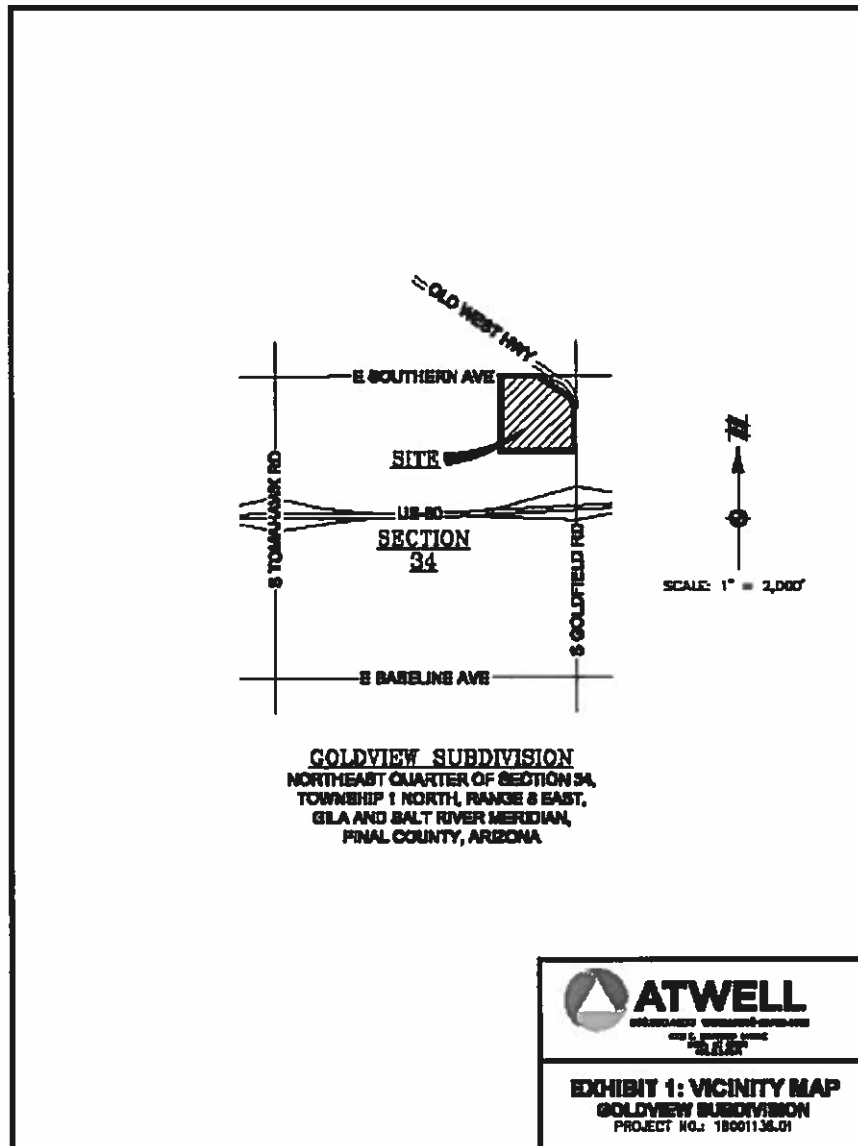 OLD WEST HWY
E SOUTHERN AVE
SITE
S TOMAHAWK RD
US-60
SECTION
34
S GOLDFIELD RD
SCALE: 1" = 2,000'
E BASELINE AVE
GOLDVIEW SUBDIVISION
NORTHEAST QUARTER OF SECTION 34,
TOWNSHIP 1 NORTH, RANGE 8 EAST,
GILA AND SALT RIVER MERIDIAN,
PINAL COUNTY, ARIZONA
ATWELL
EXHIBIT 1: VICINITY MAP
GOLDVIEW SUBDIVISION
PROJECT NO.: 18001136.01